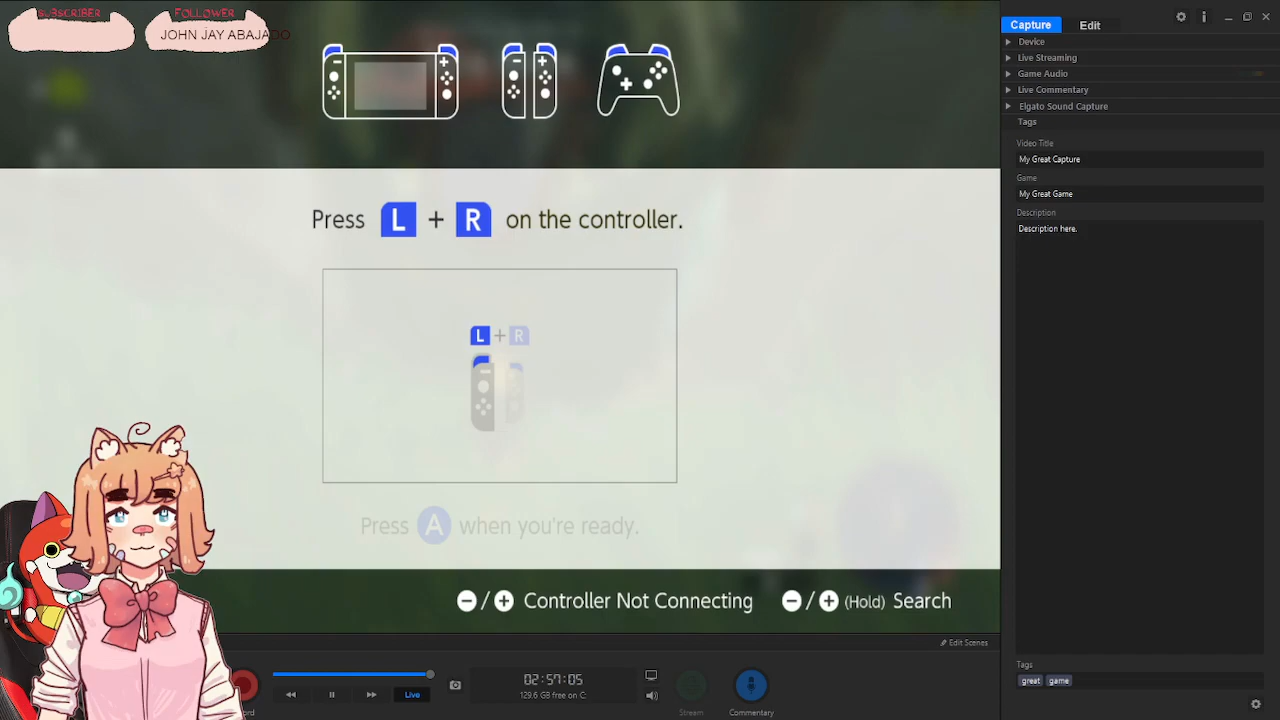 SUBSCRIBER
FOLLOWER
JOHN JAY ABAJADO
Press L + R on the controller.
L + R
Press A when you're ready.
−/+ Controller Not Connecting −/+ (Hold) Search
Edit Scenes
ord
Live
02:57:05
129.6 GB free on C:
Stream
Commentary
Capture Edit
Device
Live Streaming
Game Audio
Live Commentary
Elgato Sound Capture
Tags
Video Title
My Great Capture
Game
My Great Game
Description
Description here.
Tags
great game